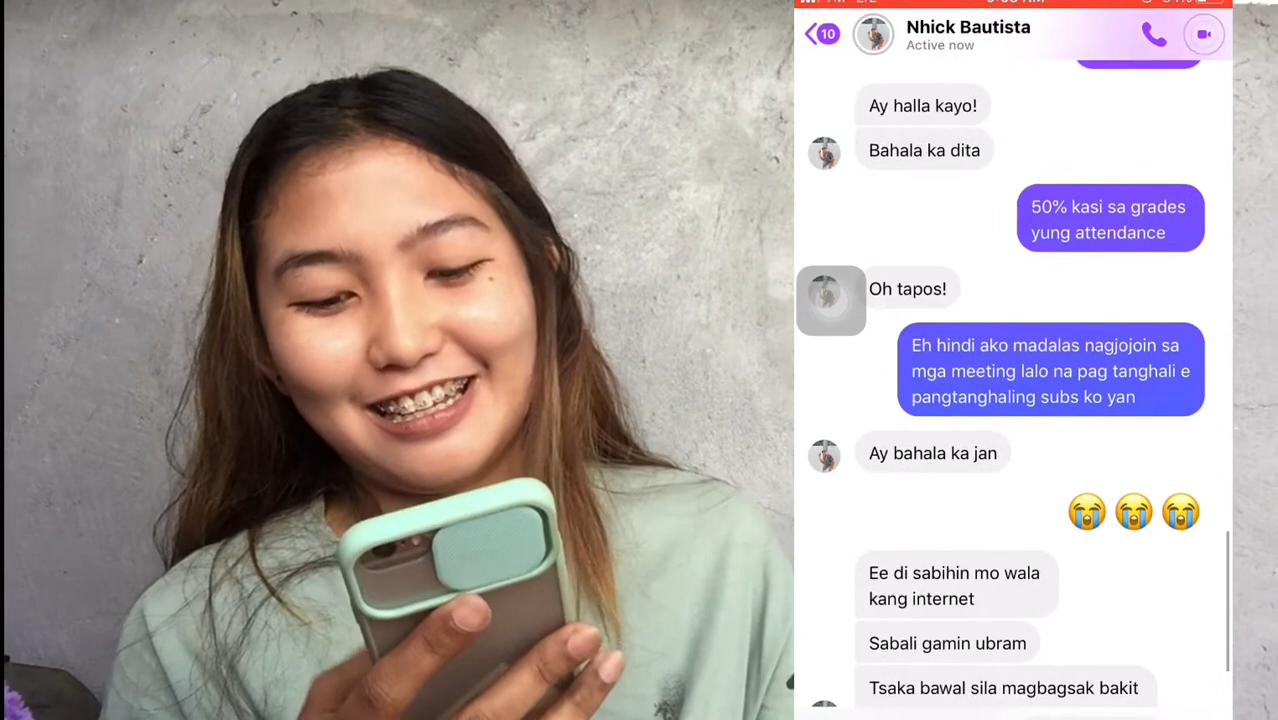 10
Nhick Bautista
Active now
Ay halla kayo!
Bahala ka dita
50% kasi sa grades
yung attendance
Oh tapos!
Eh hindi ako madalas nagjojoin sa
mga meeting lalo na pag tanghali e
pangtanghaling subs ko yan
Ay bahala ka jan
😭😭😭
Ee di sabihin mo wala
kang internet
Sabali gamin ubram
Tsaka bawal sila magbagsak bakit